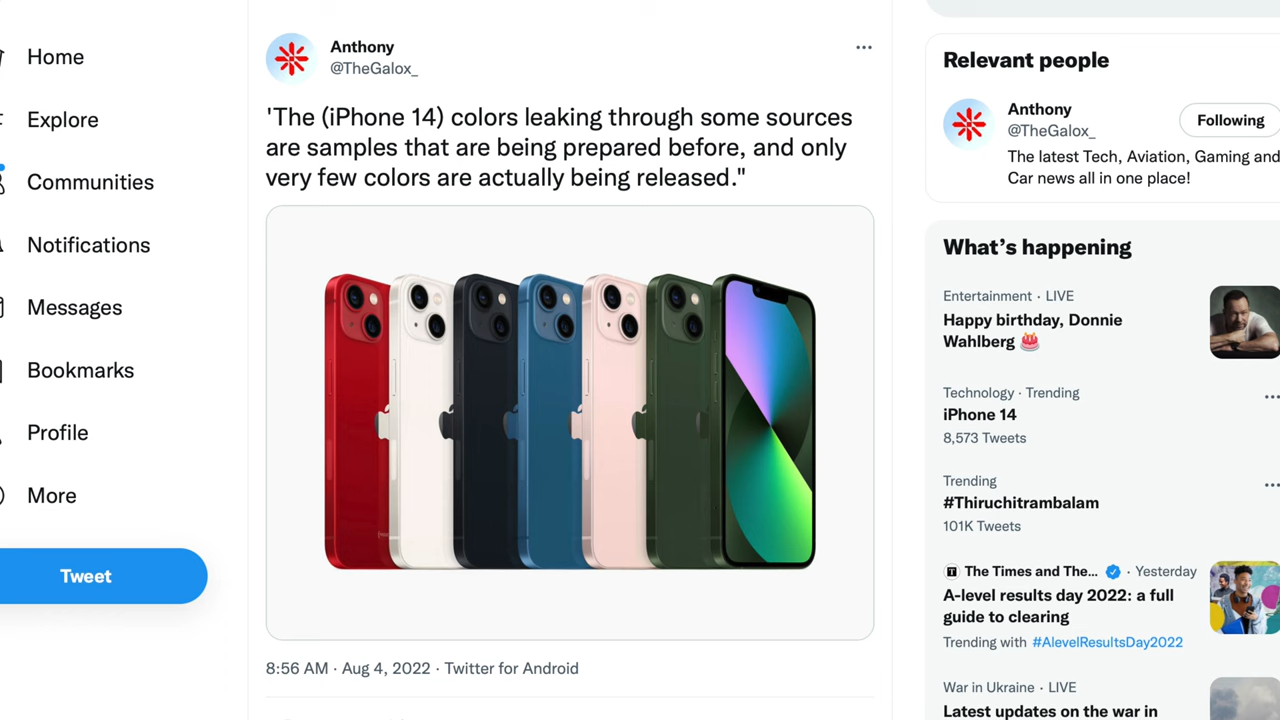 Home
Explore
Communities
Notifications
Messages
Bookmarks
Profile
More
Tweet
Anthony
@TheGalox_
'The (iPhone 14) colors leaking through some sources
are samples that are being prepared before, and only
very few colors are actually being released."
8:56 AM · Aug 4, 2022 · Twitter for Android
Relevant people
Anthony
@TheGalox_
Following
The latest Tech, Aviation, Gaming and
Car news all in one place!
What's happening
Entertainment · LIVE
Happy birthday, Donnie
Wahlberg 🎂
Technology · Trending
iPhone 14
8,573 Tweets
Trending
#Thiruchitrambalam
101K Tweets
The Times and The... · Yesterday
A-level results day 2022: a full
guide to clearing
Trending with #AlevelResultsDay2022
War in Ukraine · LIVE
Latest updates on the war in